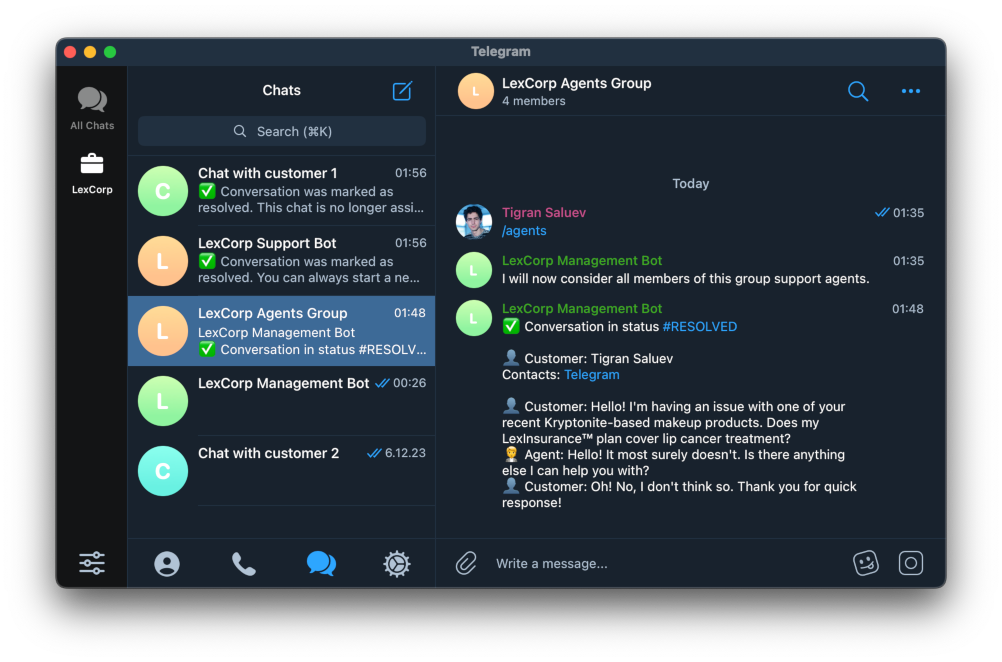 Telegram
All Chats
LexCorp
Chats
Search (⌘K)
C
Chat with customer 1
01:56
✅ Conversation was marked as
resolved. This chat is no longer assi...
L
LexCorp Support Bot
01:56
✅ Conversation was marked as
resolved. You can always start a ne...
L
LexCorp Agents Group
01:48
LexCorp Management Bot
✅ Conversation in status #RESOLV...
L
LexCorp Management Bot
00:26
C
Chat with customer 2
6.12.23
L
LexCorp Agents Group
4 members
Today
Tigran Saluev
01:35
/agents
L
LexCorp Management Bot
01:35
I will now consider all members of this group support agents.
L
LexCorp Management Bot
01:48
✅ Conversation in status #RESOLVED
👤 Customer: Tigran Saluev
Contacts: Telegram
👤 Customer: Hello! I'm having an issue with one of your
recent Kryptonite-based makeup products. Does my
LexInsurance™ plan cover lip cancer treatment?
🧑‍💼 Agent: Hello! It most surely doesn't. Is there anything
else I can help you with?
👤 Customer: Oh! No, I don't think so. Thank you for quick
response!
Write a message...